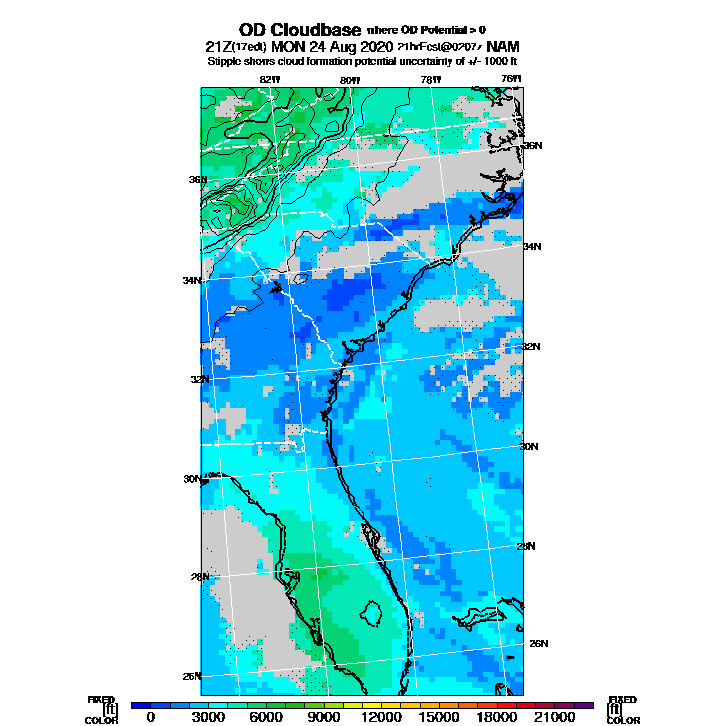 OD Cloudbase where OD Potential > 0
21Z(17edt) MON 24 Aug 2020 21hrFcst@0207z NAM
Stipple shows cloud formation potential uncertainty of +/- 1000 ft
82W 80W 78W 76W
36N
36N
34N
34N
32N
32N
30N
30N
28N
28N
26N
26N
FIXED FIXED
[ft] [ft]
COLOR COLOR
0 3000 6000 9000 12000 15000 18000 21000